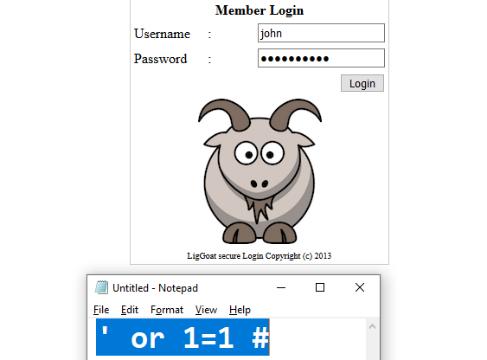 Member Login
Username : john
Password : ●●●●●●●●●●
Login
LigGoat secure Login Copyright (c) 2013
Untitled - Notepad
File Edit Format View Help
' or 1=1 #